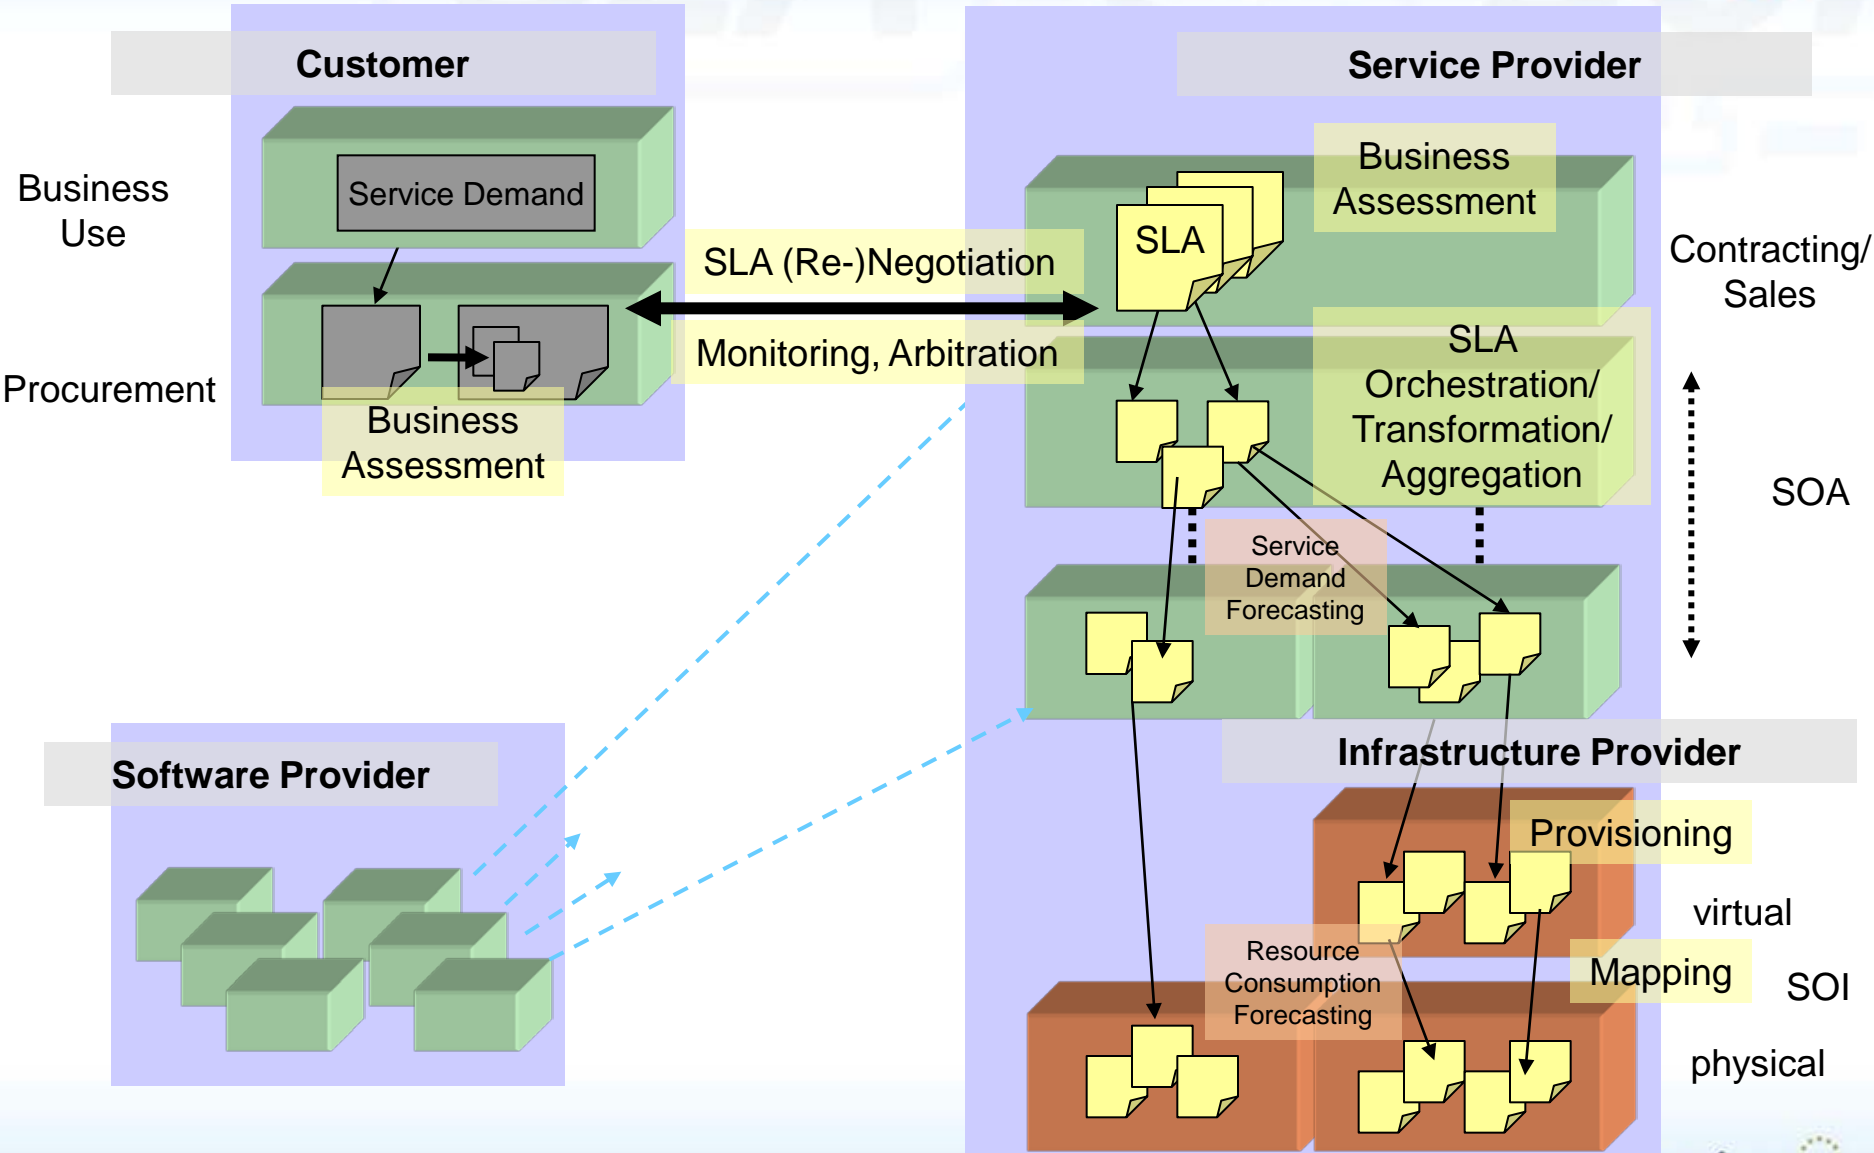 Customer
Service Provider
Business
Use
Service Demand
Procurement
Business
Assessment
SLA (Re-)Negotiation
Monitoring, Arbitration
Business
Assessment
SLA
Contracting/
Sales
SLA
Orchestration/
Transformation/
Aggregation
SOA
Service
Demand
Forecasting
Software Provider
Infrastructure Provider
Provisioning
virtual
Resource
Consumption
Forecasting
Mapping
SOI
physical